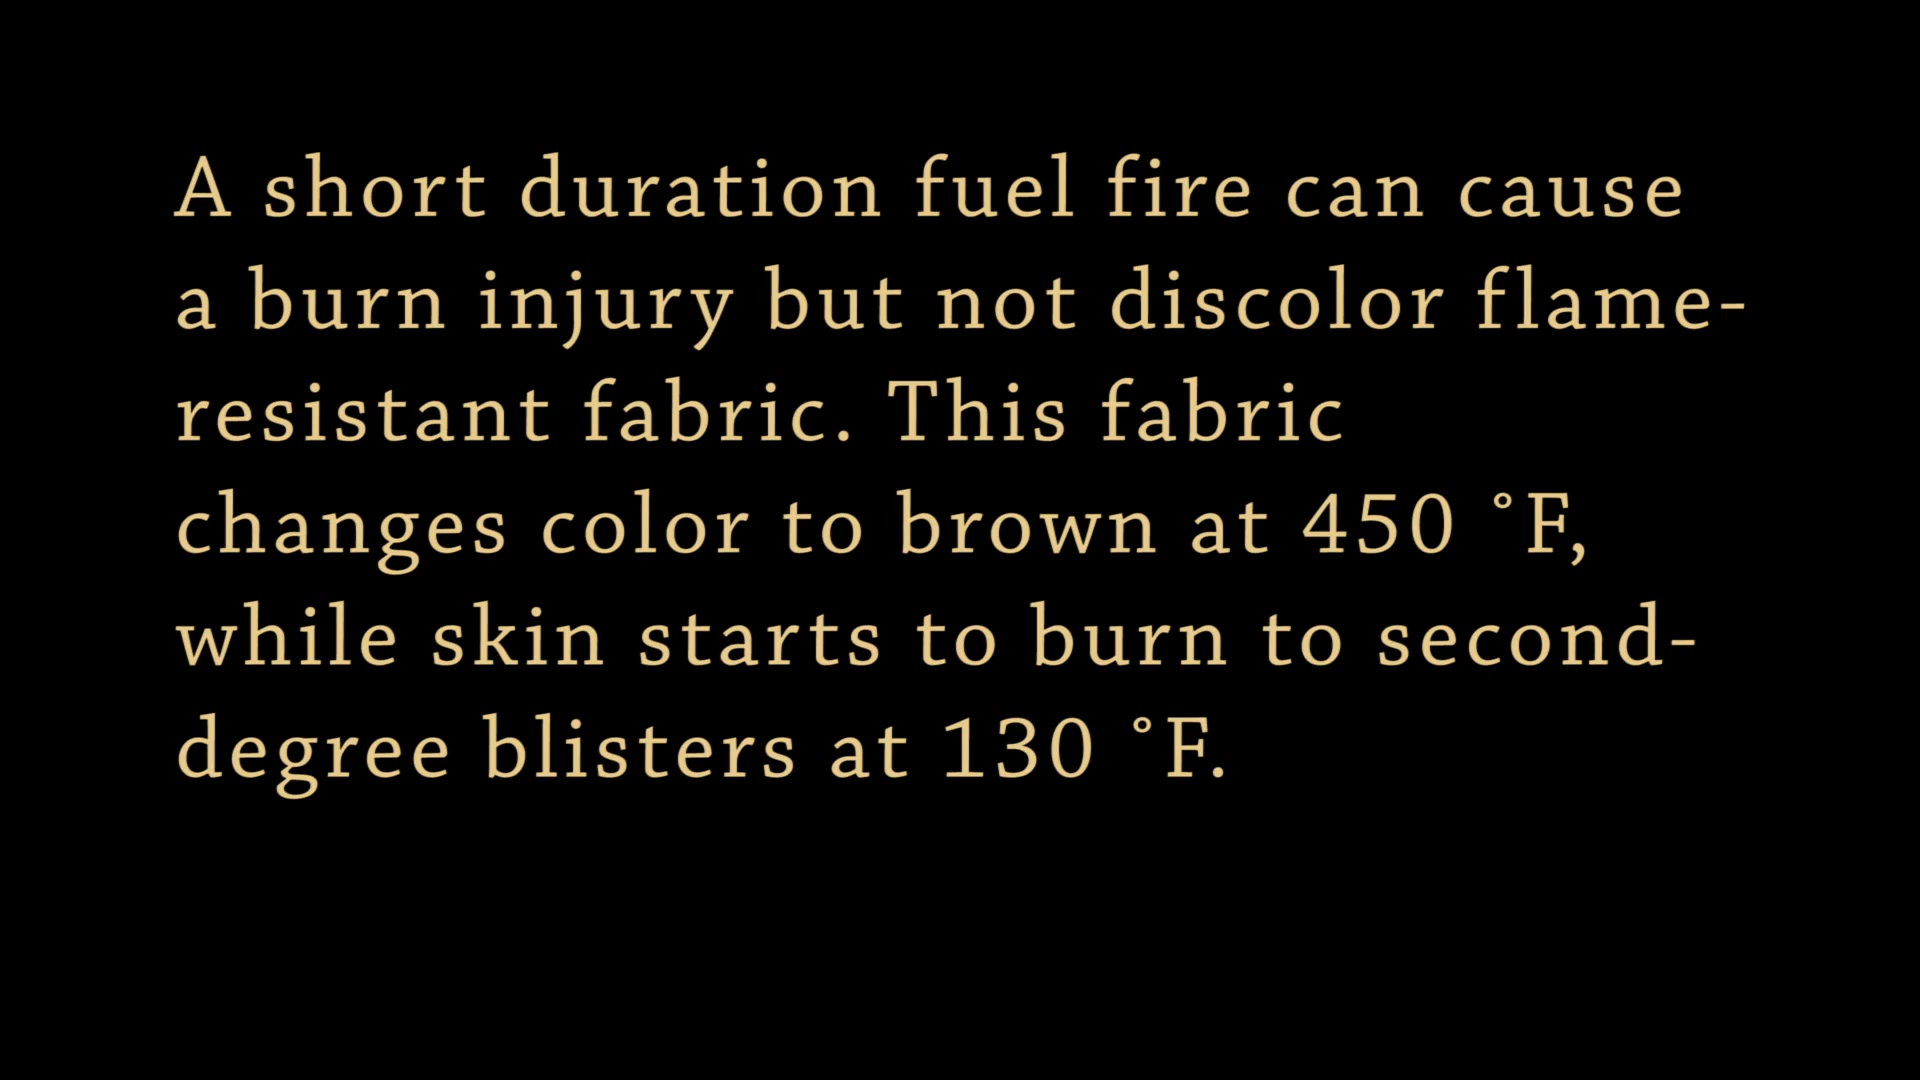 A short duration fuel fire can cause
a burn injury but not discolor flame-
resistant fabric. This fabric
changes color to brown at 450 °F,
while skin starts to burn to second-
degree blisters at 130 °F.